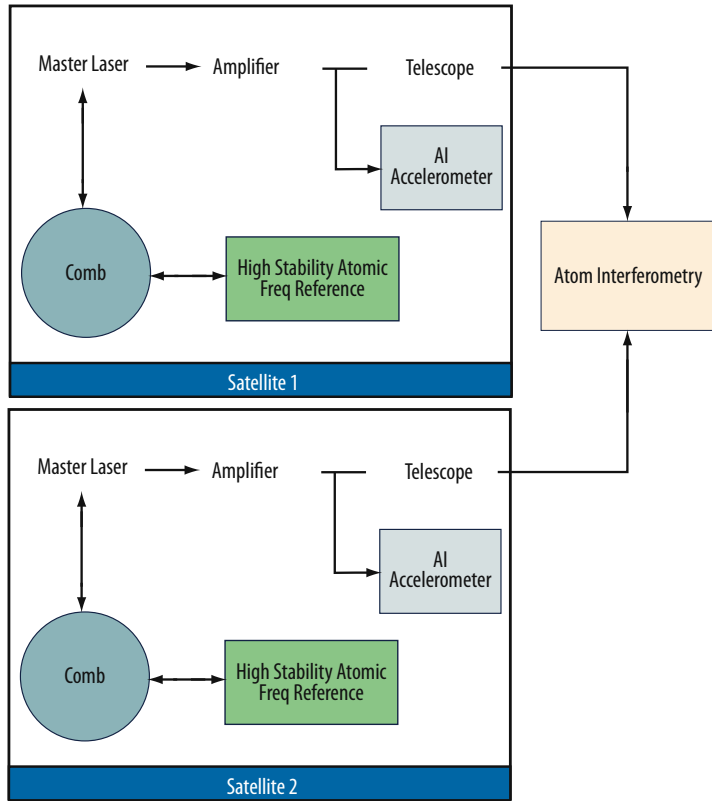 Master Laser
Amplifier
Telescope
AI
Accelerometer
Comb
High Stability Atomic
Freq Reference
Satellite 1
Atom Interferometry
Master Laser
Amplifier
Telescope
AI
Accelerometer
Comb
High Stability Atomic
Freq Reference
Satellite 2